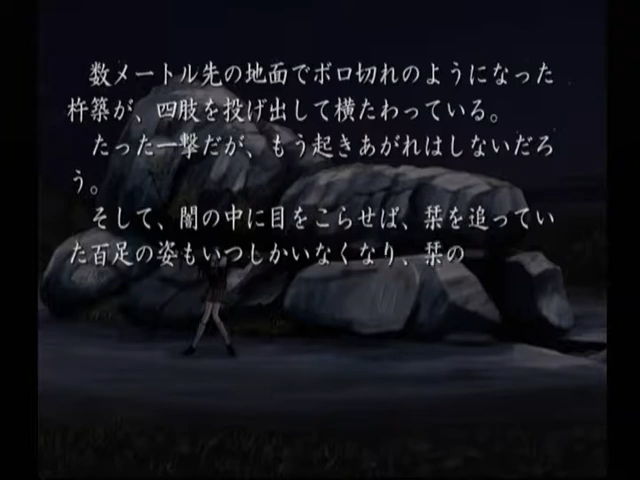 数メートル先の地面でボロ切れのようになった
杵築が、四肢を投げ出して横たわっている。
たった一撃だが、もう起きあがれはしないだろ
う。
そして、闇の中に目をこらせば、栞を追ってい
た百足の姿もいつしかいなくなり、栞の